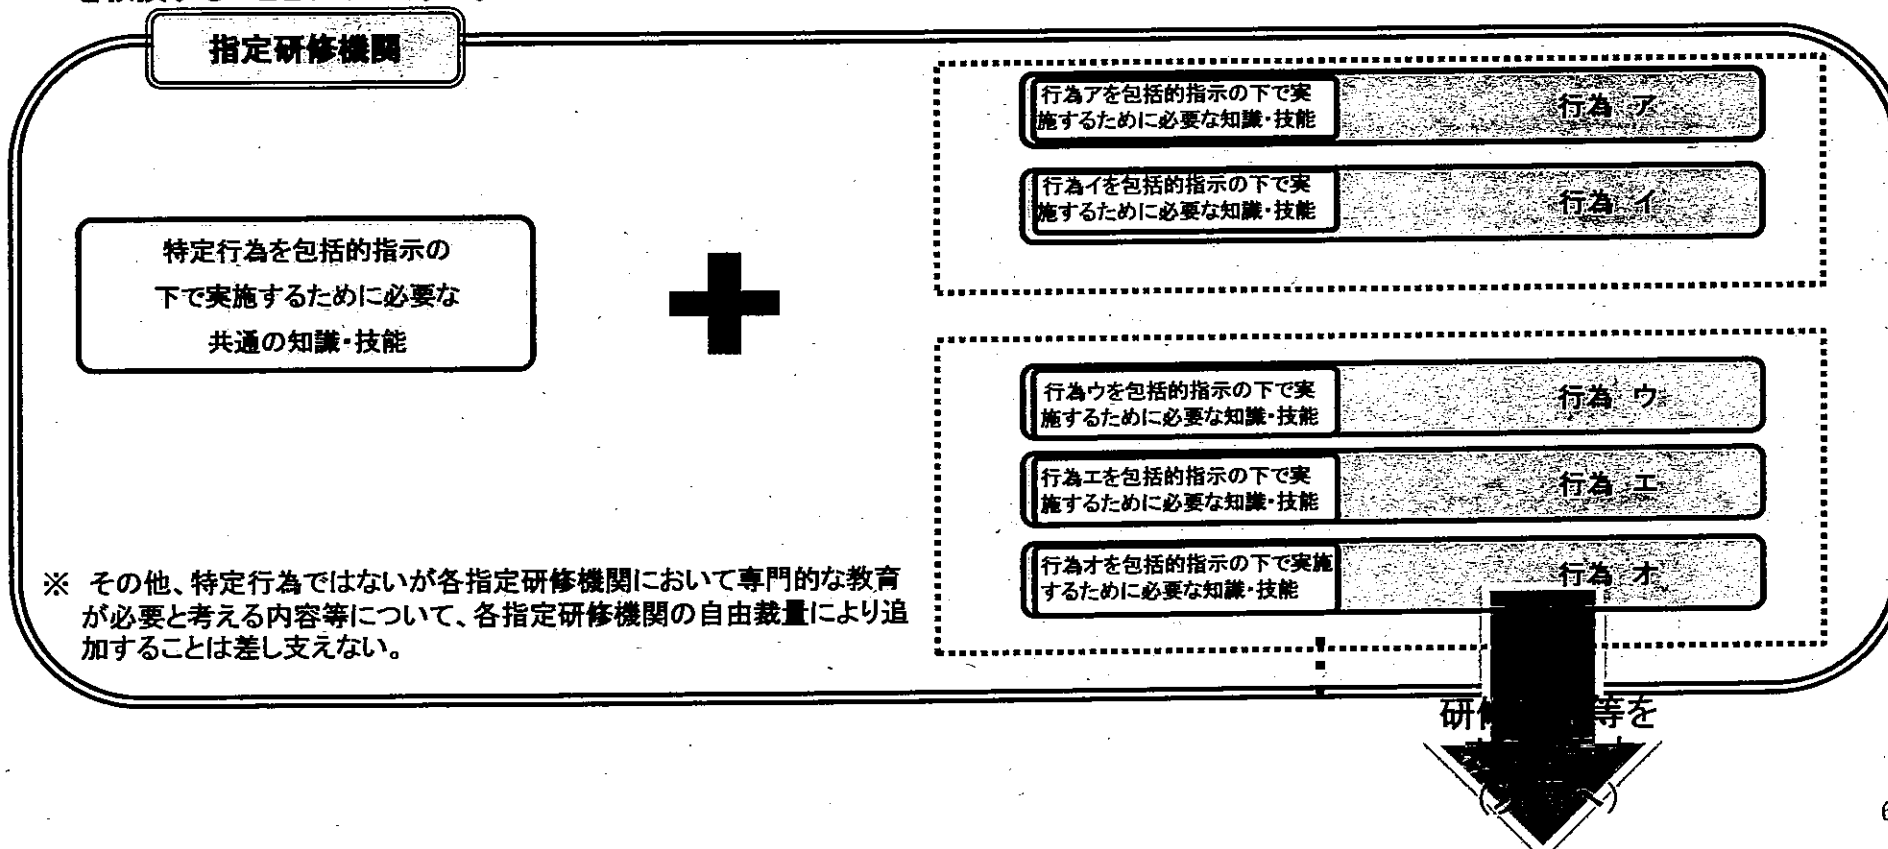 指定研修機関
行為アを包括的指示の下で実
施するために必要な知識・技能
行為 ア
行為イを包括的指示の下で実
施するために必要な知識・技能
行為 イ
特定行為を包括的指示の
下で実施するために必要な
共通の知識・技能
行為ウを包括的指示の下で実
施するために必要な知識・技能
行為 ウ
行為エを包括的指示の下で実
施するために必要な知識・技能
行為 エ
行為オを包括的指示の下で実施
するために必要な知識・技能
行為 オ
※ その他、特定行為ではないが各指定研修機関において専門的な教育
が必要と考える内容等について、各指定研修機関の自由裁量により追
加することは差し支えない。
研修
等を